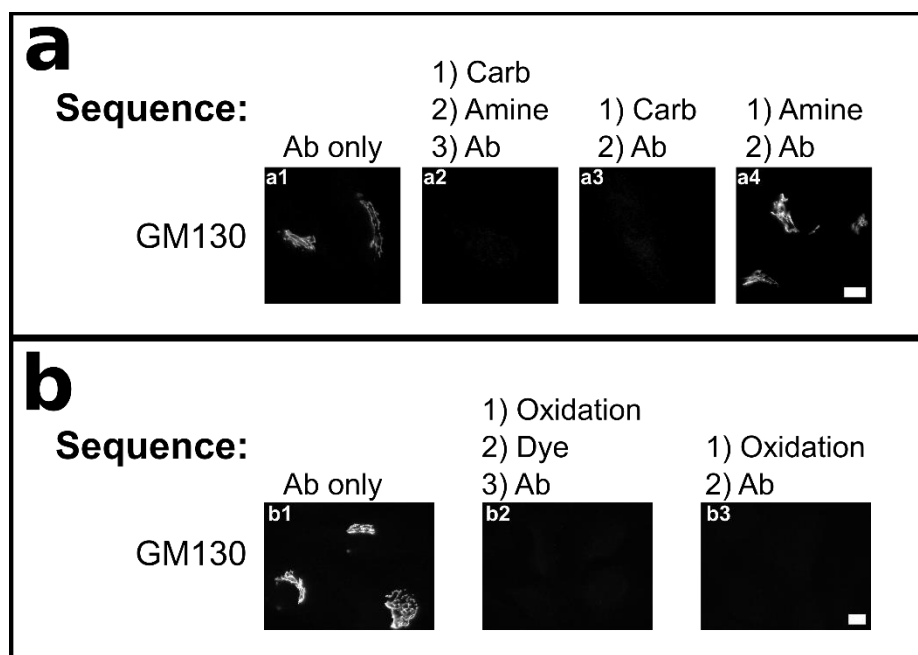 a
1) Carb
Sequence: 2) Amine 1) Carb 1) Amine
Ab only 3) Ab 2) Ab 2) Ab
a1 a2 a3 a4
GM130
b
1) Oxidation
Sequence: 2) Dye 1) Oxidation
Ab only 3) Ab 2) Ab
b1 b2 b3
GM130